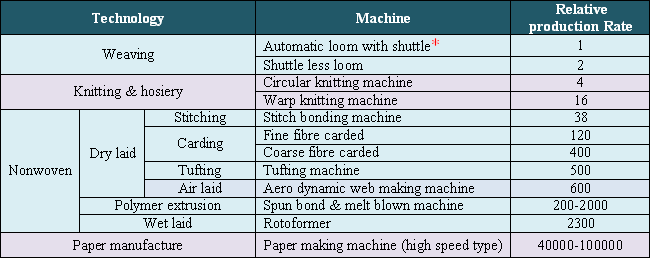 Technology Machine Relative production Rate
Weaving Automatic loom with shuttle* 1
Shuttle less loom 2
Knitting & hosiery Circular knitting machine 4
Warp knitting machine 16
Nonwoven Dry laid Stitching Stitch bonding machine 38
Carding Fine fibre carded 120
Coarse fibre carded 400
Tufting Tufting machine 500
Air laid Aero dynamic web making machine 600
Polymer extrusion Spun bond & melt blown machine 200-2000
Wet laid Rotoformer 2300
Paper manufacture Paper making machine (high speed type) 40000-100000